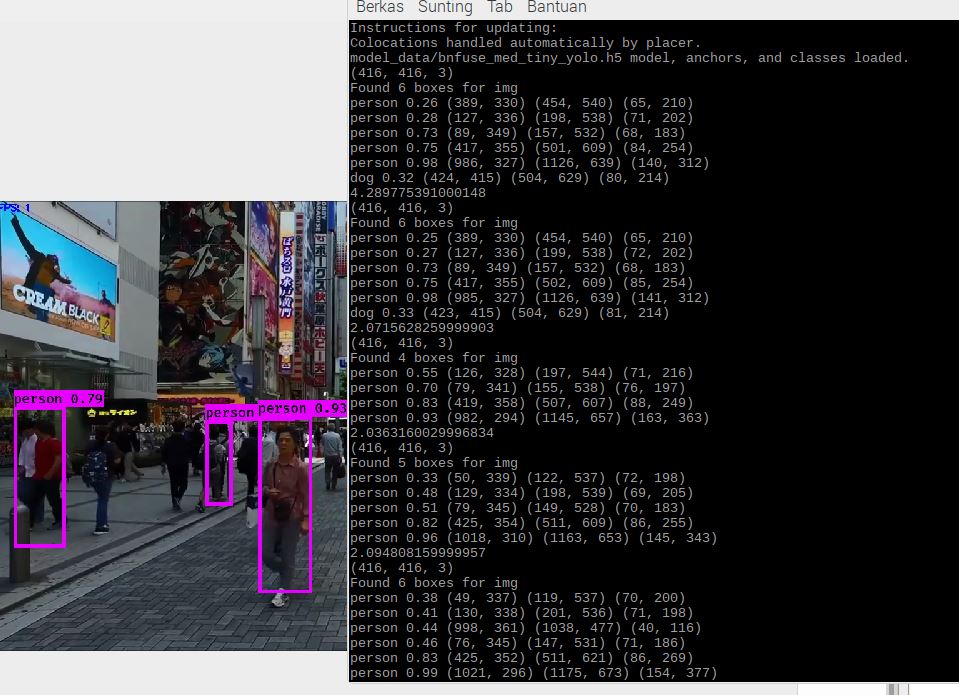 Berkas Sunting Tab Bantuan
Instructions for updating:
Colocations handled automatically by placer.
model_data/bnfuse_med_tiny_yolo.h5 model, anchors, and classes loaded.
(416, 416, 3)
Found 6 boxes for img
person 0.26 (389, 330) (454, 540) (65, 210)
person 0.28 (127, 336) (198, 538) (71, 202)
person 0.73 (89, 349) (157, 532) (68, 183)
person 0.75 (417, 355) (501, 609) (84, 254)
person 0.98 (986, 327) (1126, 639) (140, 312)
dog 0.32 (424, 415) (504, 629) (80, 214)
4.289775391000148
(416, 416, 3)
Found 6 boxes for img
person 0.25 (389, 330) (454, 540) (65, 210)
person 0.27 (127, 336) (199, 538) (72, 202)
person 0.73 (89, 349) (157, 532) (68, 183)
person 0.75 (417, 355) (502, 609) (85, 254)
person 0.98 (985, 327) (1126, 639) (141, 312)
dog 0.33 (423, 415) (504, 629) (81, 214)
2.0715628259999903
(416, 416, 3)
Found 4 boxes for img
person 0.55 (126, 328) (197, 544) (71, 216)
person 0.70 (79, 341) (155, 538) (76, 197)
person 0.83 (419, 358) (507, 607) (88, 249)
person 0.93 (982, 294) (1145, 657) (163, 363)
2.0363160029996834
(416, 416, 3)
Found 5 boxes for img
person 0.33 (50, 339) (122, 537) (72, 198)
person 0.48 (129, 334) (198, 539) (69, 205)
person 0.51 (79, 345) (149, 528) (70, 183)
person 0.82 (425, 354) (511, 609) (86, 255)
person 0.96 (1018, 310) (1163, 653) (145, 343)
2.094808159999957
(416, 416, 3)
Found 6 boxes for img
person 0.38 (49, 337) (119, 537) (70, 200)
person 0.41 (130, 338) (201, 536) (71, 198)
person 0.44 (998, 361) (1038, 477) (40, 116)
person 0.46 (76, 345) (147, 531) (71, 186)
person 0.83 (425, 352) (511, 621) (86, 269)
person 0.99 (1021, 296) (1175, 673) (154, 377)
CREAM BLACK
ぱちスロ 水戸黄門
person 0.79
person
person 0.93